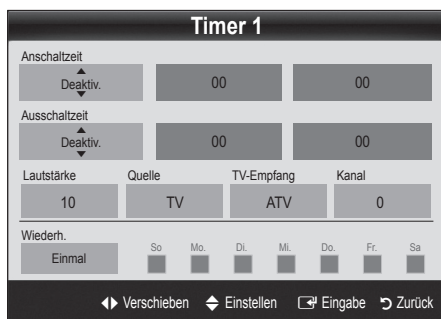 Timer 1
Anschaltzeit
Deaktiv. 00 00
Ausschaltzeit
Deaktiv. 00 00
Lautstärke Quelle TV-Empfang Kanal
10 TV ATV 0
Wiederh.
So Mo. Di. Mi. Do. Fr. Sa
Einmal
Verschieben Einstellen Eingabe Zurück